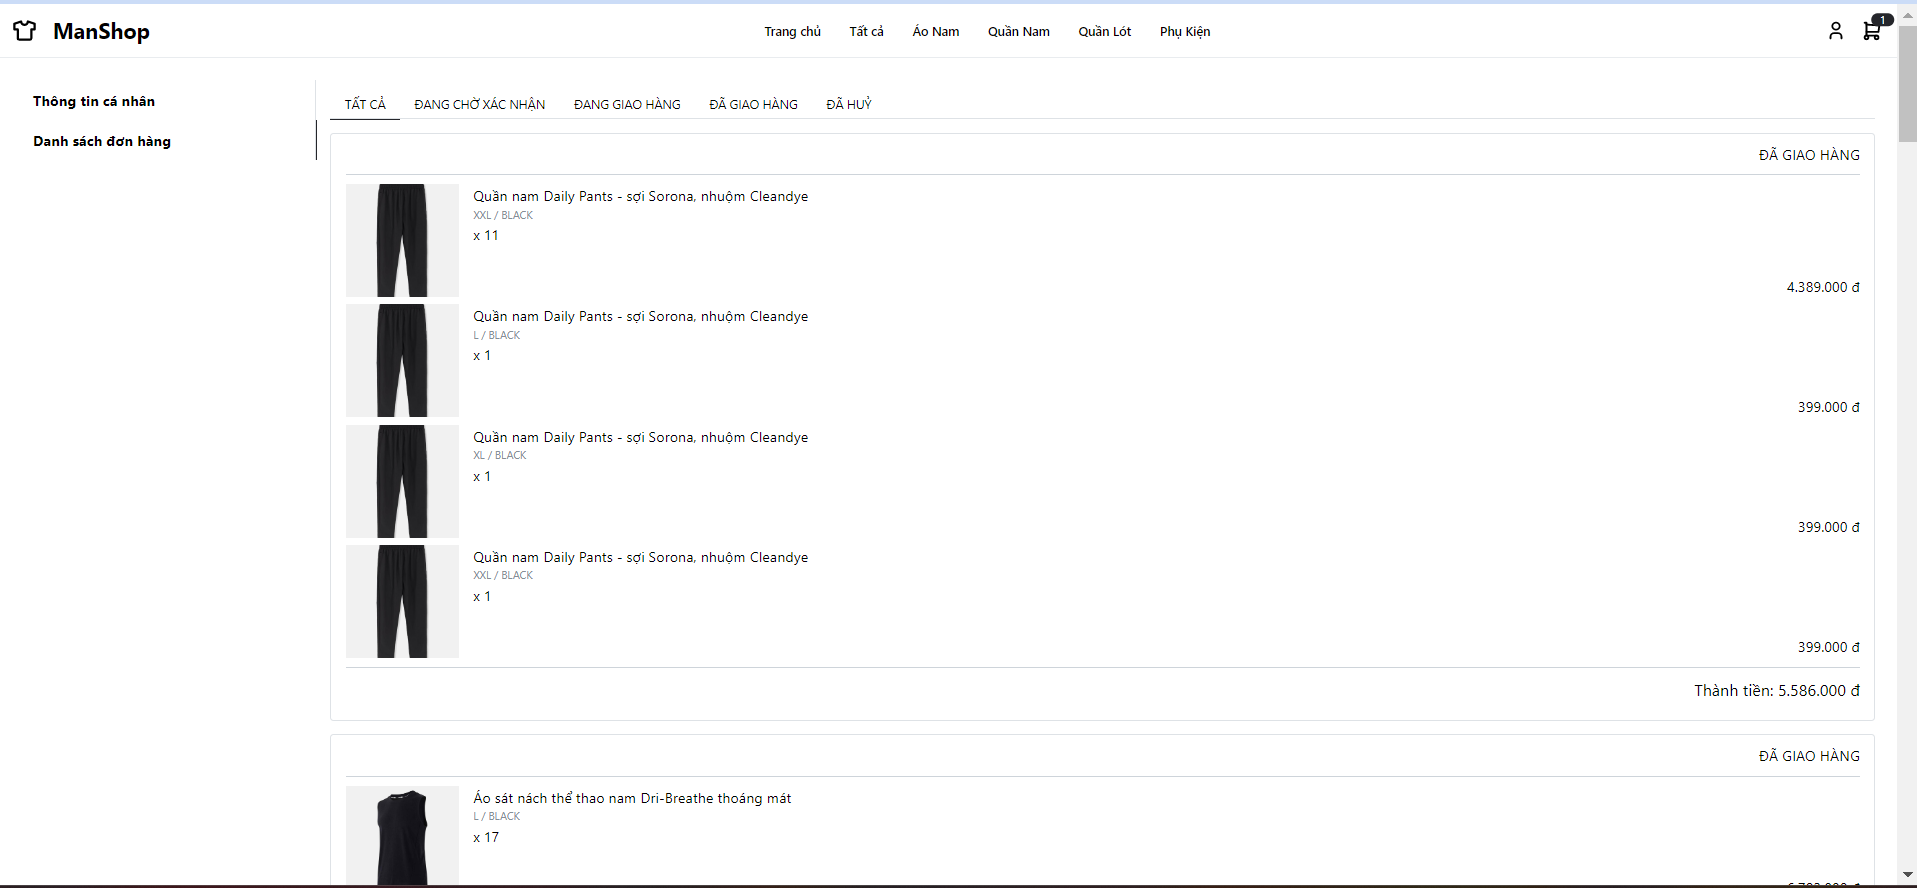 ManShop
Trang chủ Tất cả Áo Nam Quần Nam Quần Lót Phụ Kiện
1
Thông tin cá nhân
Danh sách đơn hàng
TẤT CẢ ĐANG CHỜ XÁC NHẬN ĐANG GIAO HÀNG ĐÃ GIAO HÀNG ĐÃ HUỶ
ĐÃ GIAO HÀNG
Quần nam Daily Pants - sợi Sorona, nhuộm Cleandye
XXL / BLACK
x 11
4.389.000 đ
Quần nam Daily Pants - sợi Sorona, nhuộm Cleandye
L / BLACK
x 1
399.000 đ
Quần nam Daily Pants - sợi Sorona, nhuộm Cleandye
XL / BLACK
x 1
399.000 đ
Quần nam Daily Pants - sợi Sorona, nhuộm Cleandye
XXL / BLACK
x 1
399.000 đ
Thành tiền: 5.586.000 đ
ĐÃ GIAO HÀNG
Áo sát nách thể thao nam Dri-Breathe thoáng mát
L / BLACK
x 17